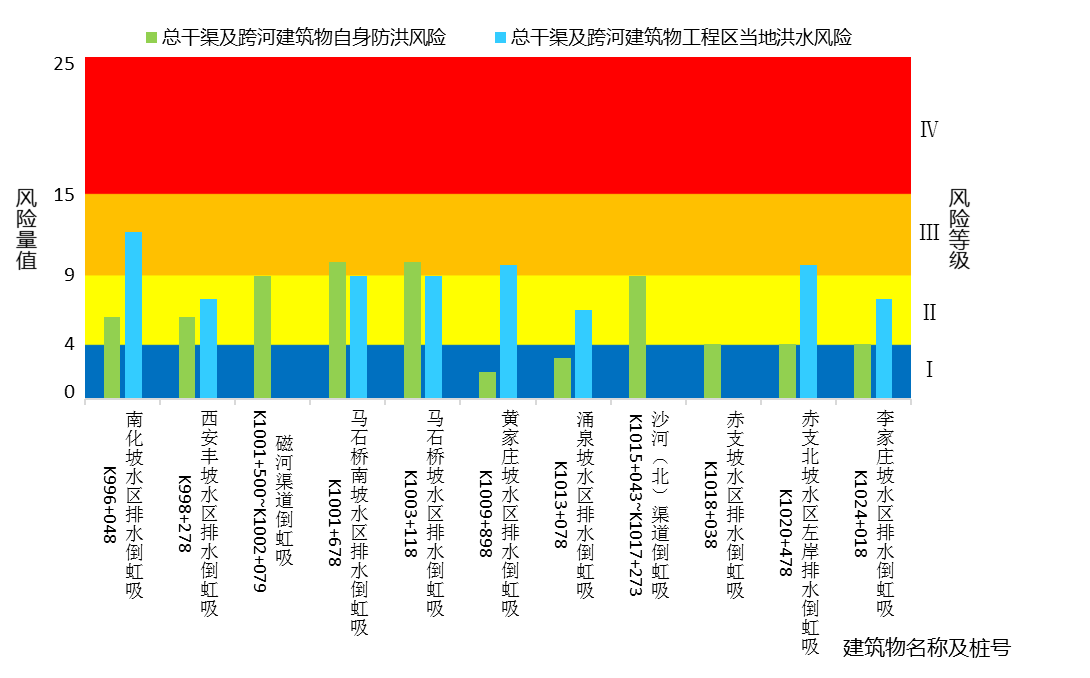 总干渠及跨河建筑物自身防洪风险
总干渠及跨河建筑物工程区当地洪水风险
25
15
9
4
0
风险量值
Ⅳ
Ⅲ
Ⅱ
Ⅰ
风险等级
南化坡水区排水倒虹吸
K996+048
西安丰坡水区排水倒虹吸
K998+278
磁河渠道倒虹吸
K1001+500~K1002+079
马石桥南坡水区排水倒虹吸
K1001+678
马石桥坡水区排水倒虹吸
K1003+118
黄家庄坡水区排水倒虹吸
K1009+898
涌泉坡水区排水倒虹吸
K1013+078
沙河（北）渠道倒虹吸
K1015+043~K1017+273
赤支坡水区排水倒虹吸
K1018+038
赤支北坡水区左岸排水倒虹吸
K1020+478
李家庄坡水区排水倒虹吸
K1024+018
建筑物名称及桩号